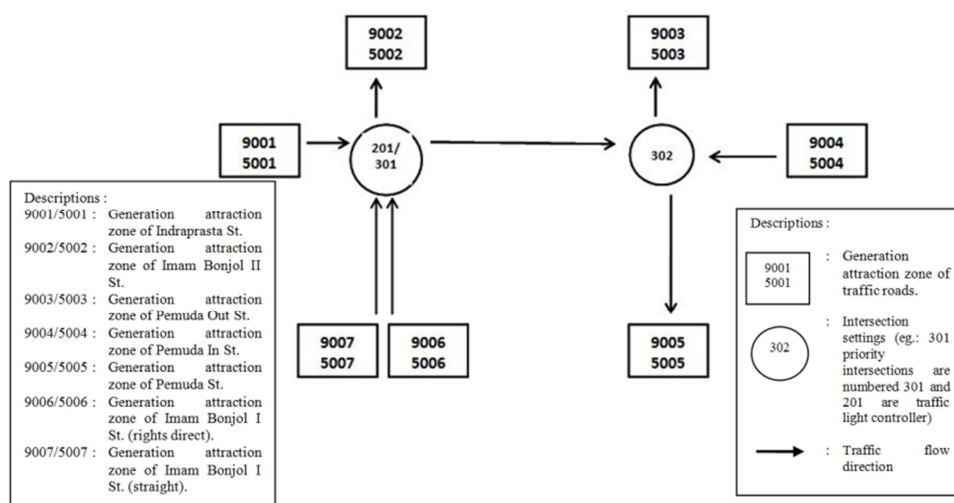 9002
5002
9003
5003
9001
5001
201/
301
302
9004
5004
9007
5007
9006
5006
9005
5005
Descriptions :
9001/5001 : Generation attraction
zone of Indraprasta St.
9002/5002 : Generation attraction
zone of Imam Bonjol II
St.
9003/5003 : Generation attraction
zone of Pemuda Out St.
9004/5004 : Generation attraction
zone of Pemuda In St.
9005/5005 : Generation attraction
zone of Pemuda St.
9006/5006 : Generation attraction
zone of Imam Bonjol I
St. (rights direct).
9007/5007 : Generation attraction
zone of Imam Bonjol I
St. (straight).
Descriptions :
9001
5001
: Generation
attraction zone of
traffic roads.
302
: Intersection
settings (eg.: 301
priority
intersections are
numbered 301 and
201 are traffic
light controller)
: Traffic flow
direction